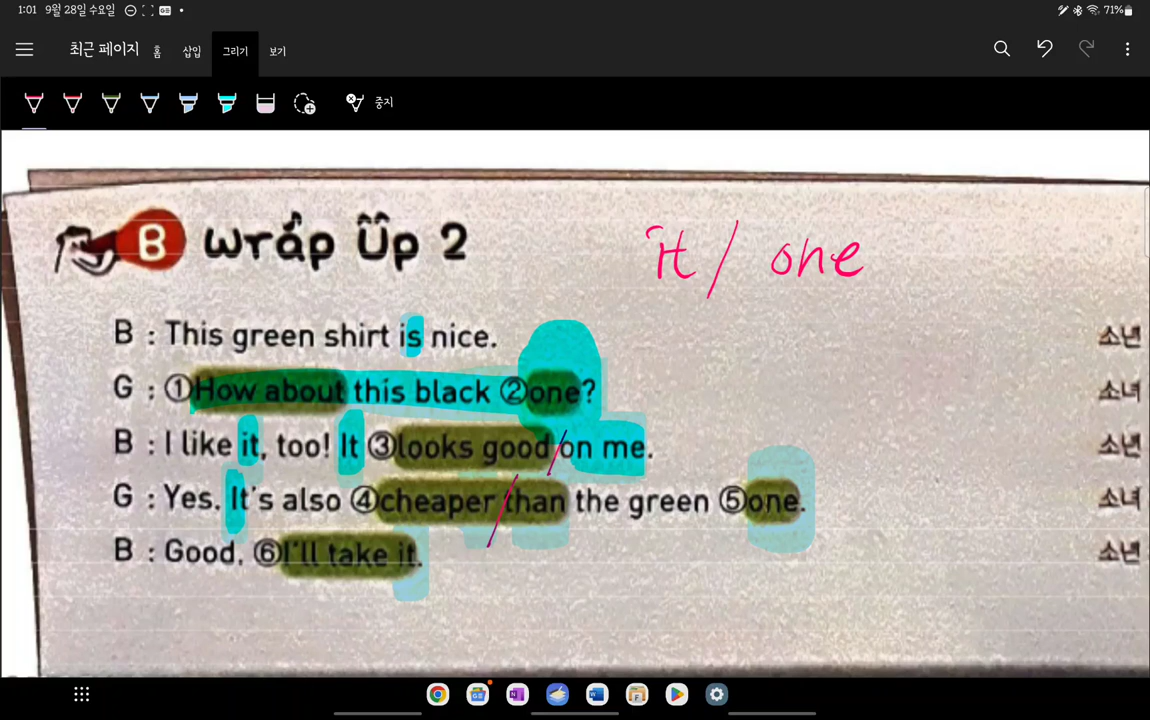 1:01 9월 28일 수요일 GE 71%
최근 페이지 홈 삽입 그리기 보기
중지
B Wrap Up 2 it / one
B : This green shirt is nice. 소년
G : ①How about this black ②one? 소녀
B : I like it, too! It ③looks good / on me. 소년
G : Yes. It's also ④cheaper / than the green ⑤one. 소녀
B : Good. ⑥I'll take it. 소년